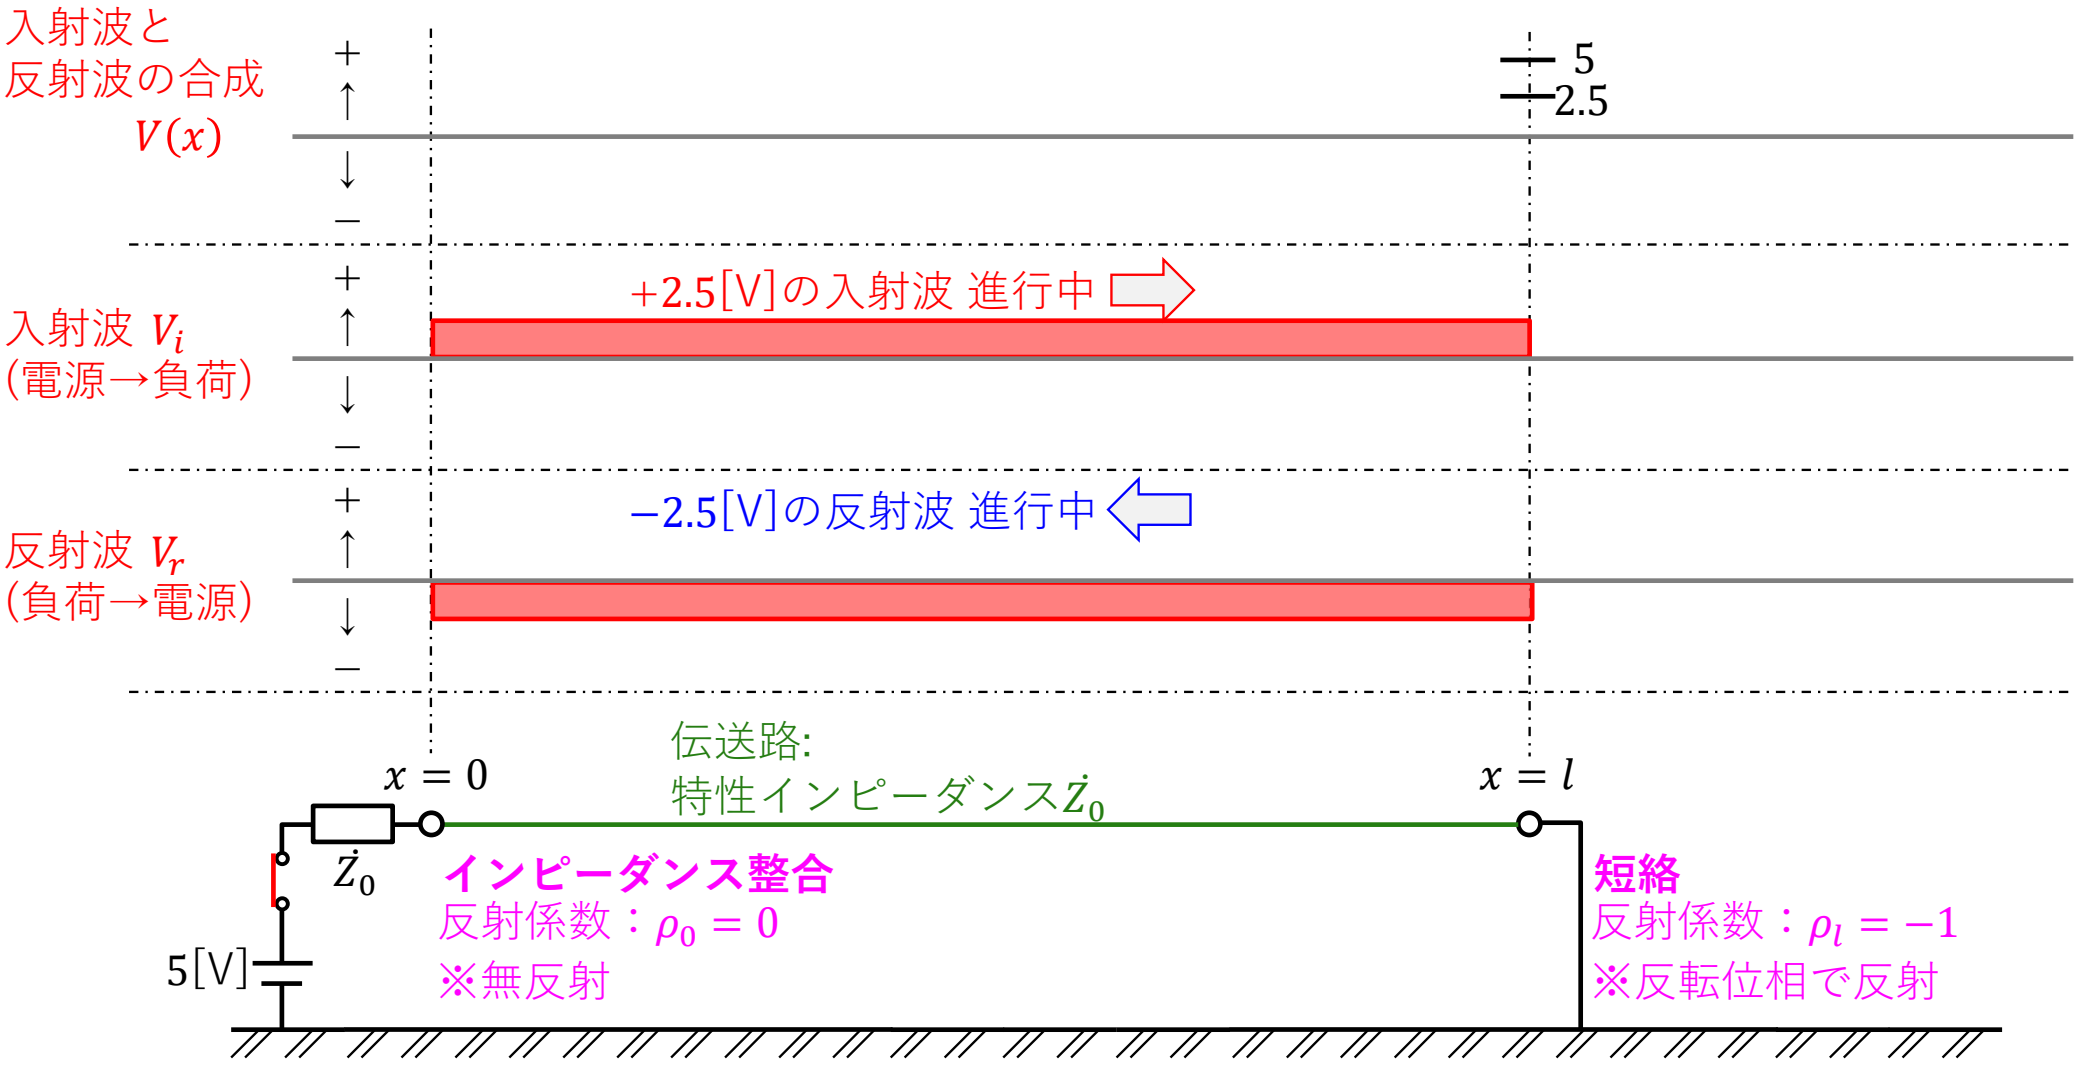 入射波と
反射波の合成
V(x)
+
↑
↓
−
5
2.5
入射波 Vi
(電源→負荷)
+
↑
↓
−
+2.5[V]の入射波 進行中
反射波 Vr
(負荷→電源)
+
↑
↓
−
−2.5[V]の反射波 進行中
伝送路:
特性インピーダンスŻ0
x = 0
x = l
Ż0
5[V]
インピーダンス整合
反射係数：ρ0 = 0
※無反射
短絡
反射係数：ρl = −1
※反転位相で反射